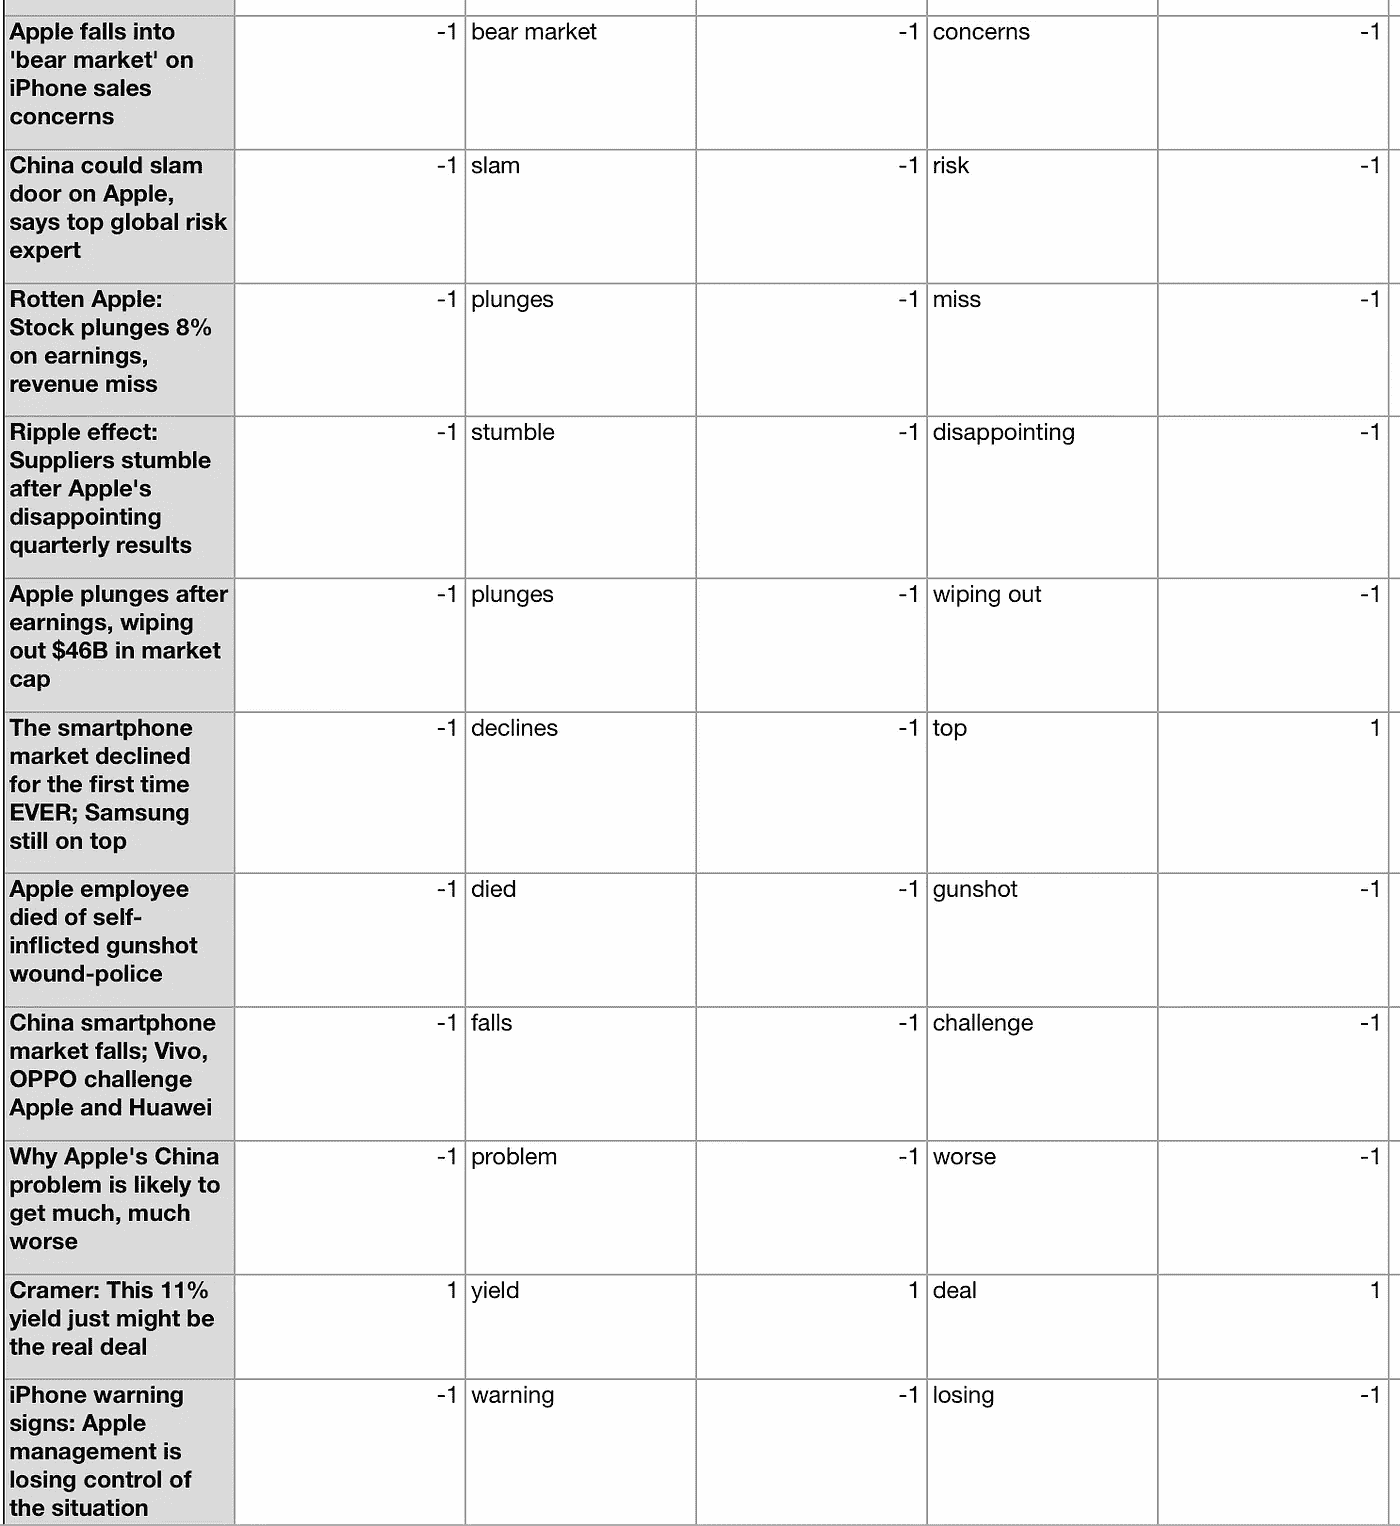 Apple falls into
'bear market' on
iPhone sales
concerns
-1
bear market
-1
concerns
-1
China could slam
door on Apple,
says top global risk
expert
-1
slam
-1
risk
-1
Rotten Apple:
Stock plunges 8%
on earnings,
revenue miss
-1
plunges
-1
miss
-1
Ripple effect:
Suppliers stumble
after Apple's
disappointing
quarterly results
-1
stumble
-1
disappointing
-1
Apple plunges after
earnings, wiping
out $46B in market
cap
-1
plunges
-1
wiping out
-1
The smartphone
market declined
for the first time
EVER; Samsung
still on top
-1
declines
-1
top
1
Apple employee
died of self-
inflicted gunshot
wound-police
-1
died
-1
gunshot
-1
China smartphone
market falls; Vivo,
OPPO challenge
Apple and Huawei
-1
falls
-1
challenge
-1
Why Apple's China
problem is likely to
get much, much
worse
-1
problem
-1
worse
-1
Cramer: This 11%
yield just might be
the real deal
1
yield
1
deal
1
iPhone warning
signs: Apple
management is
losing control of
the situation
-1
warning
-1
losing
-1